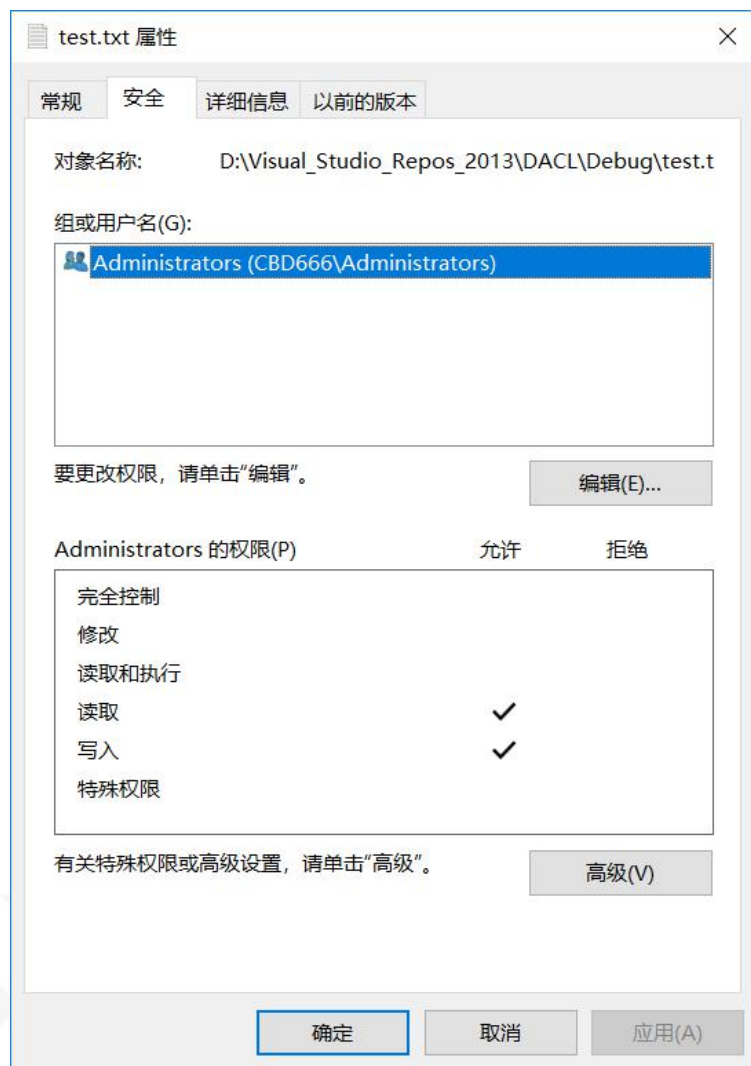 test.txt 属性
常规 安全 详细信息 以前的版本
对象名称: D:\Visual_Studio_Repos_2013\DACL\Debug\test.t
组或用户名(G):
Administrators (CBD666\Administrators)
要更改权限，请单击“编辑”。 编辑(E)...
Administrators 的权限(P) 允许 拒绝
完全控制
修改
读取和执行
读取
写入
特殊权限
有关特殊权限或高级设置，请单击“高级”。 高级(V)
确定 取消 应用(A)